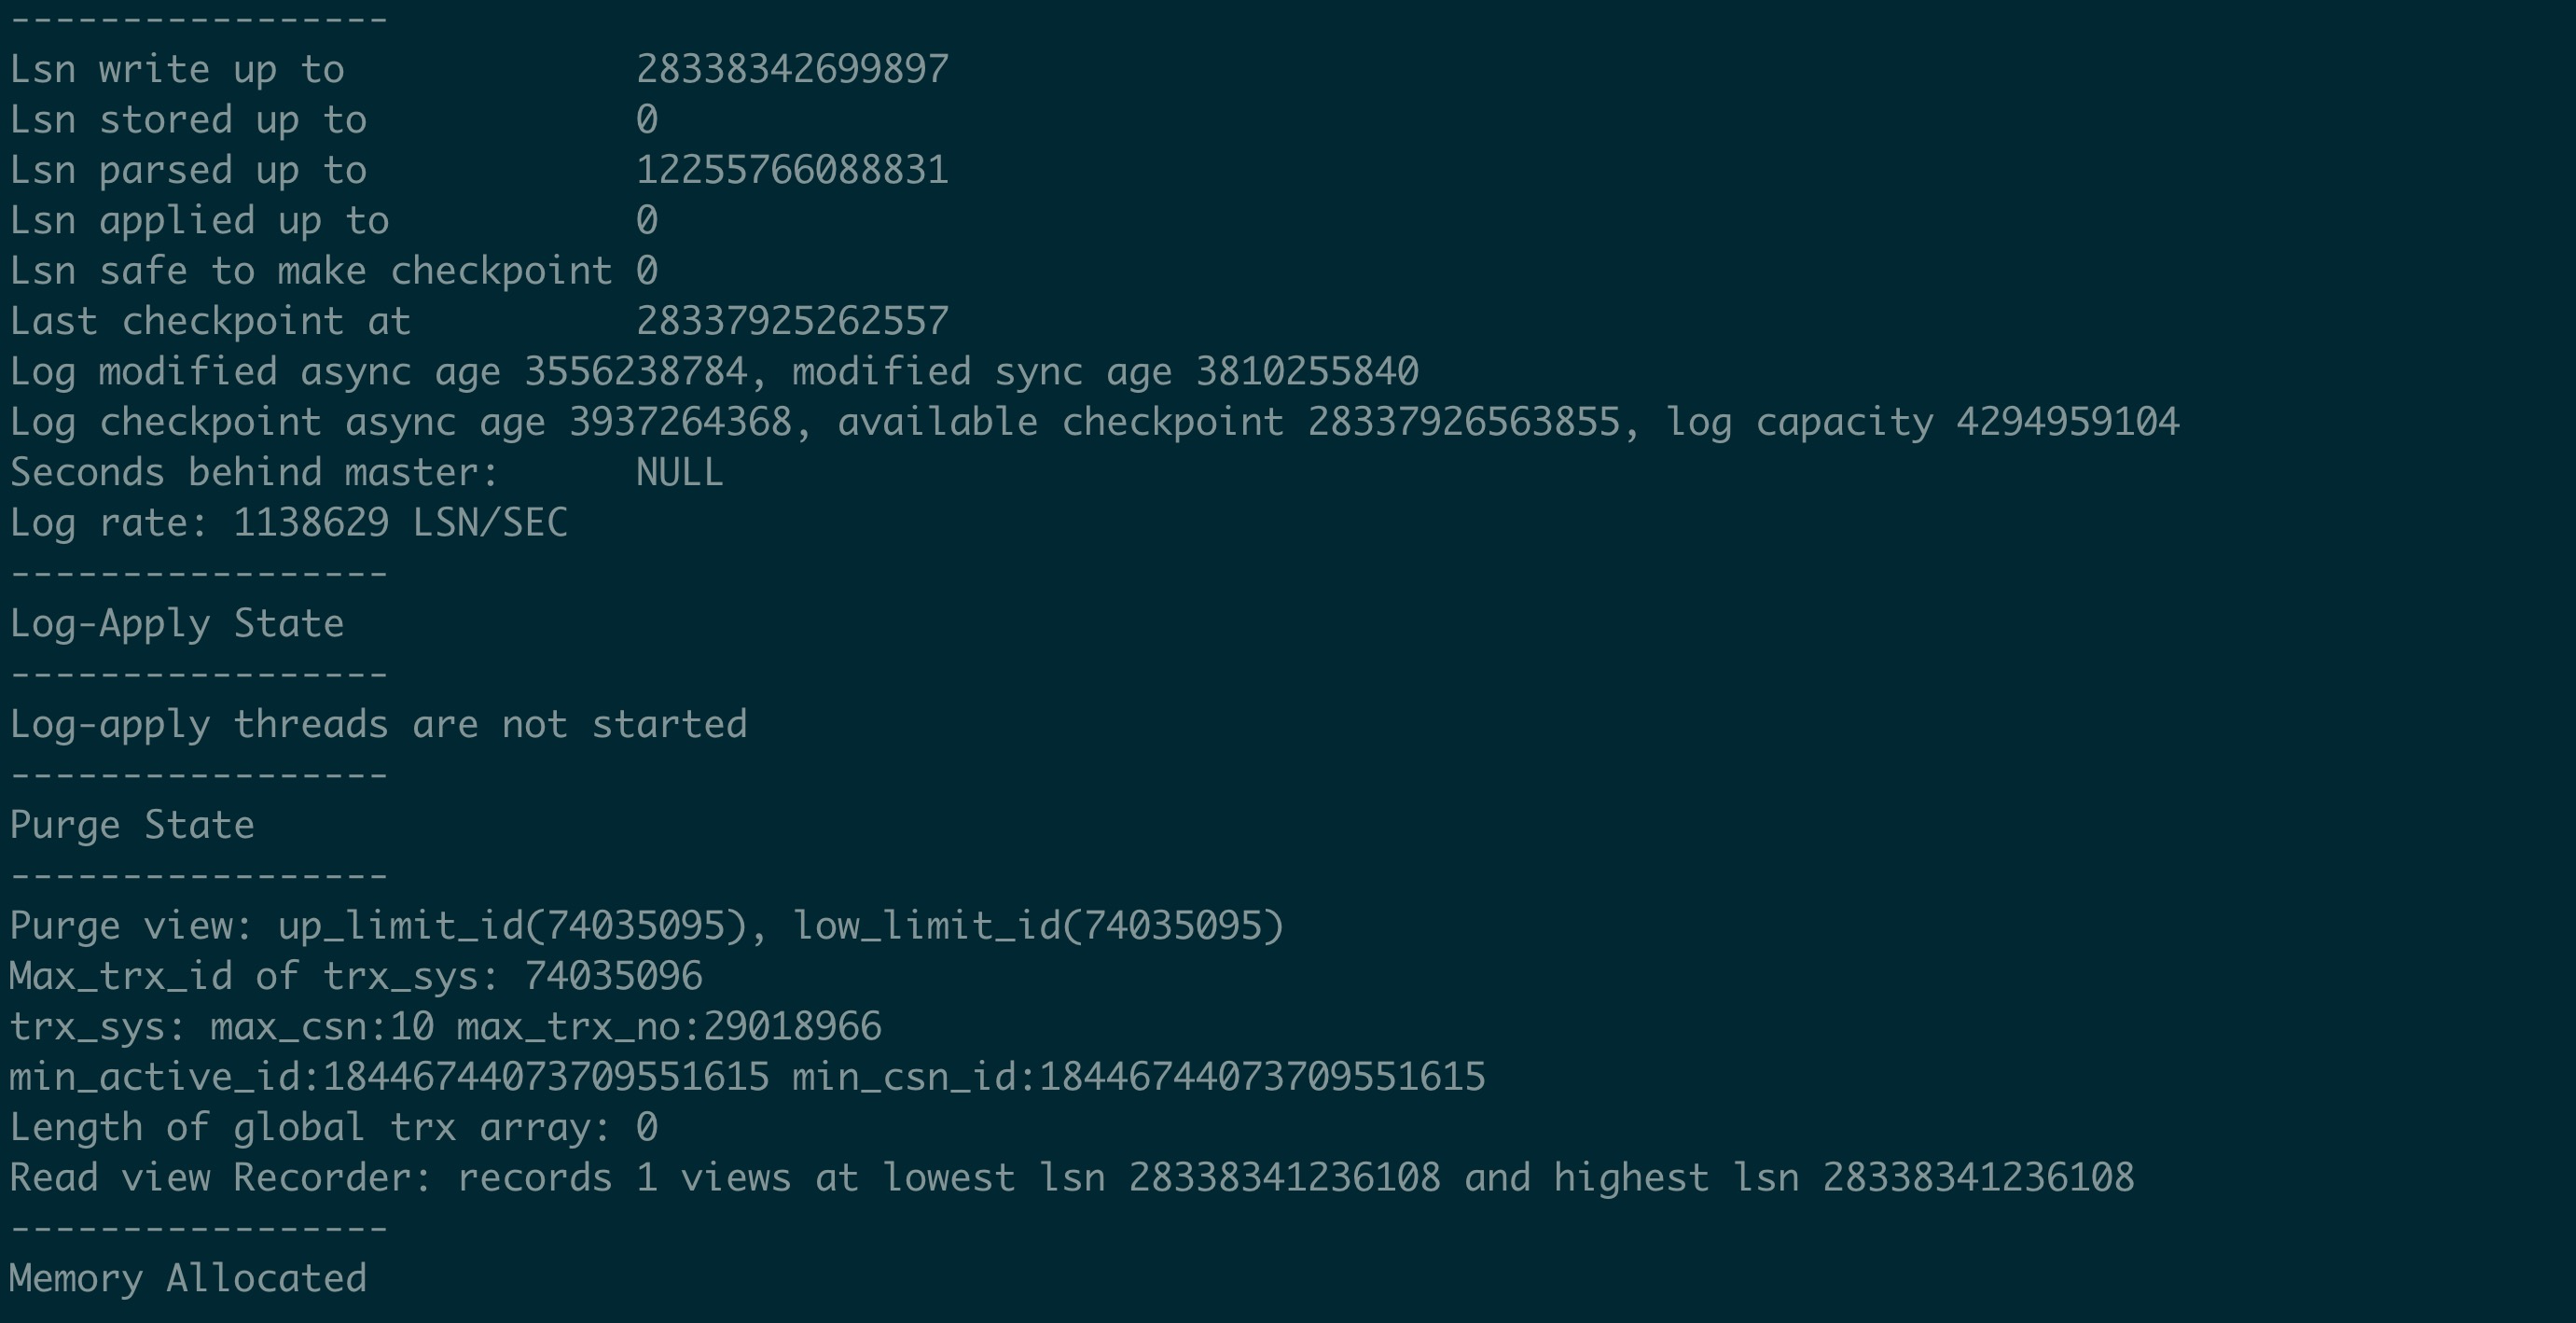 -----------------
Lsn write up to             28338342699897
Lsn stored up to            0
Lsn parsed up to            12255766088831
Lsn applied up to           0
Lsn safe to make checkpoint 0
Last checkpoint at          28337925262557
Log modified async age 3556238784, modified sync age 3810255840
Log checkpoint async age 3937264368, available checkpoint 28337926563855, log capacity 4294959104
Seconds behind master:      NULL
Log rate: 1138629 LSN/SEC
-----------------
Log-Apply State
-----------------
Log-apply threads are not started
-----------------
Purge State
-----------------
Purge view: up_limit_id(74035095), low_limit_id(74035095)
Max_trx_id of trx_sys: 74035096
trx_sys: max_csn:10 max_trx_no:29018966
min_active_id:18446744073709551615 min_csn_id:18446744073709551615
Length of global trx array: 0
Read view Recorder: records 1 views at lowest lsn 28338341236108 and highest lsn 28338341236108
-----------------
Memory Allocated